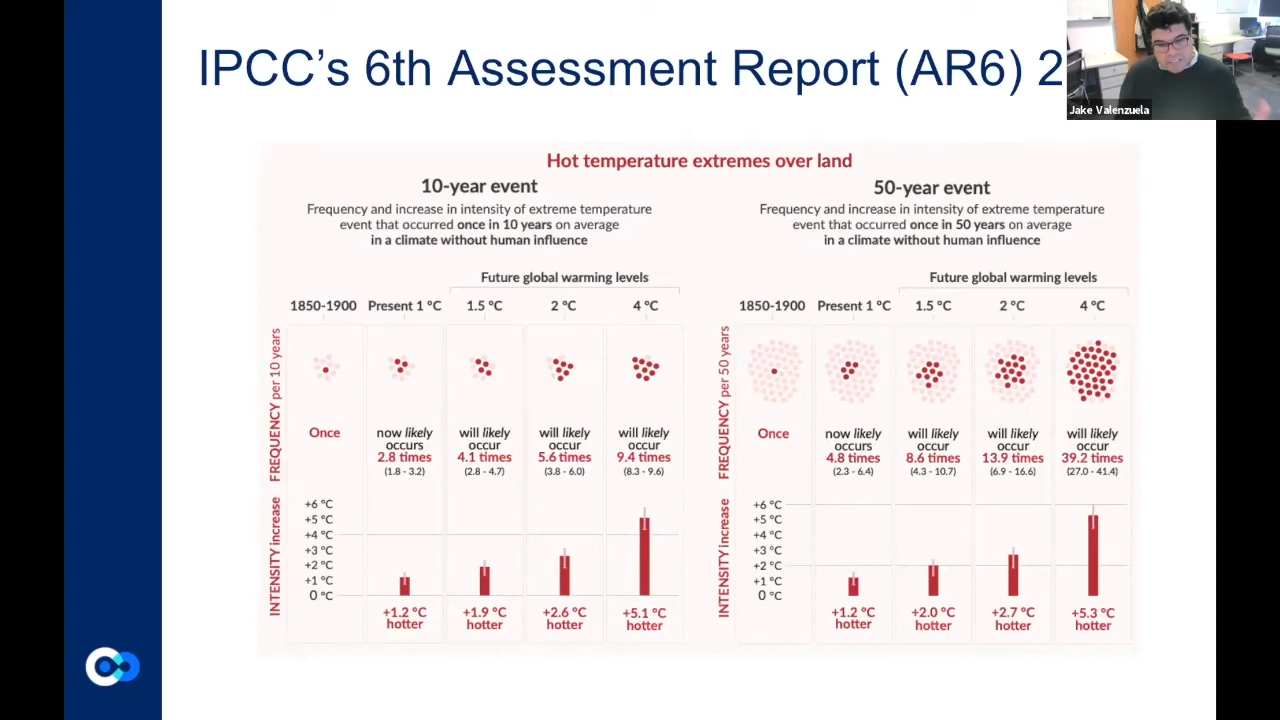 IPCC's 6th Assessment Report (AR6) 2
Jake Valenzuela
Hot temperature extremes over land
10-year event
Frequency and increase in intensity of extreme temperature
event that occurred once in 10 years on average
in a climate without human influence
Future global warming levels
1850-1900 Present 1 °C 1.5 °C 2 °C 4 °C
FREQUENCY per 10 years
Once
now likely occurs 2.8 times (1.8 - 3.2)
will likely occur 4.1 times (2.8 - 4.7)
will likely occur 5.6 times (3.8 - 6.0)
will likely occur 9.4 times (8.3 - 9.6)
INTENSITY increase
+6 °C
+5 °C
+4 °C
+3 °C
+2 °C
+1 °C
0 °C
+1.2 °C hotter
+1.9 °C hotter
+2.6 °C hotter
+5.1 °C hotter
50-year event
Frequency and increase in intensity of extreme temperature
event that occurred once in 50 years on average
in a climate without human influence
Future global warming levels
1850-1900 Present 1 °C 1.5 °C 2 °C 4 °C
FREQUENCY per 50 years
Once
now likely occurs 4.8 times (2.3 - 6.4)
will likely occur 8.6 times (4.3 - 10.7)
will likely occur 13.9 times (6.9 - 16.6)
will likely occur 39.2 times (27.0 - 41.4)
INTENSITY increase
+6 °C
+5 °C
+4 °C
+3 °C
+2 °C
+1 °C
0 °C
+1.2 °C hotter
+2.0 °C hotter
+2.7 °C hotter
+5.3 °C hotter